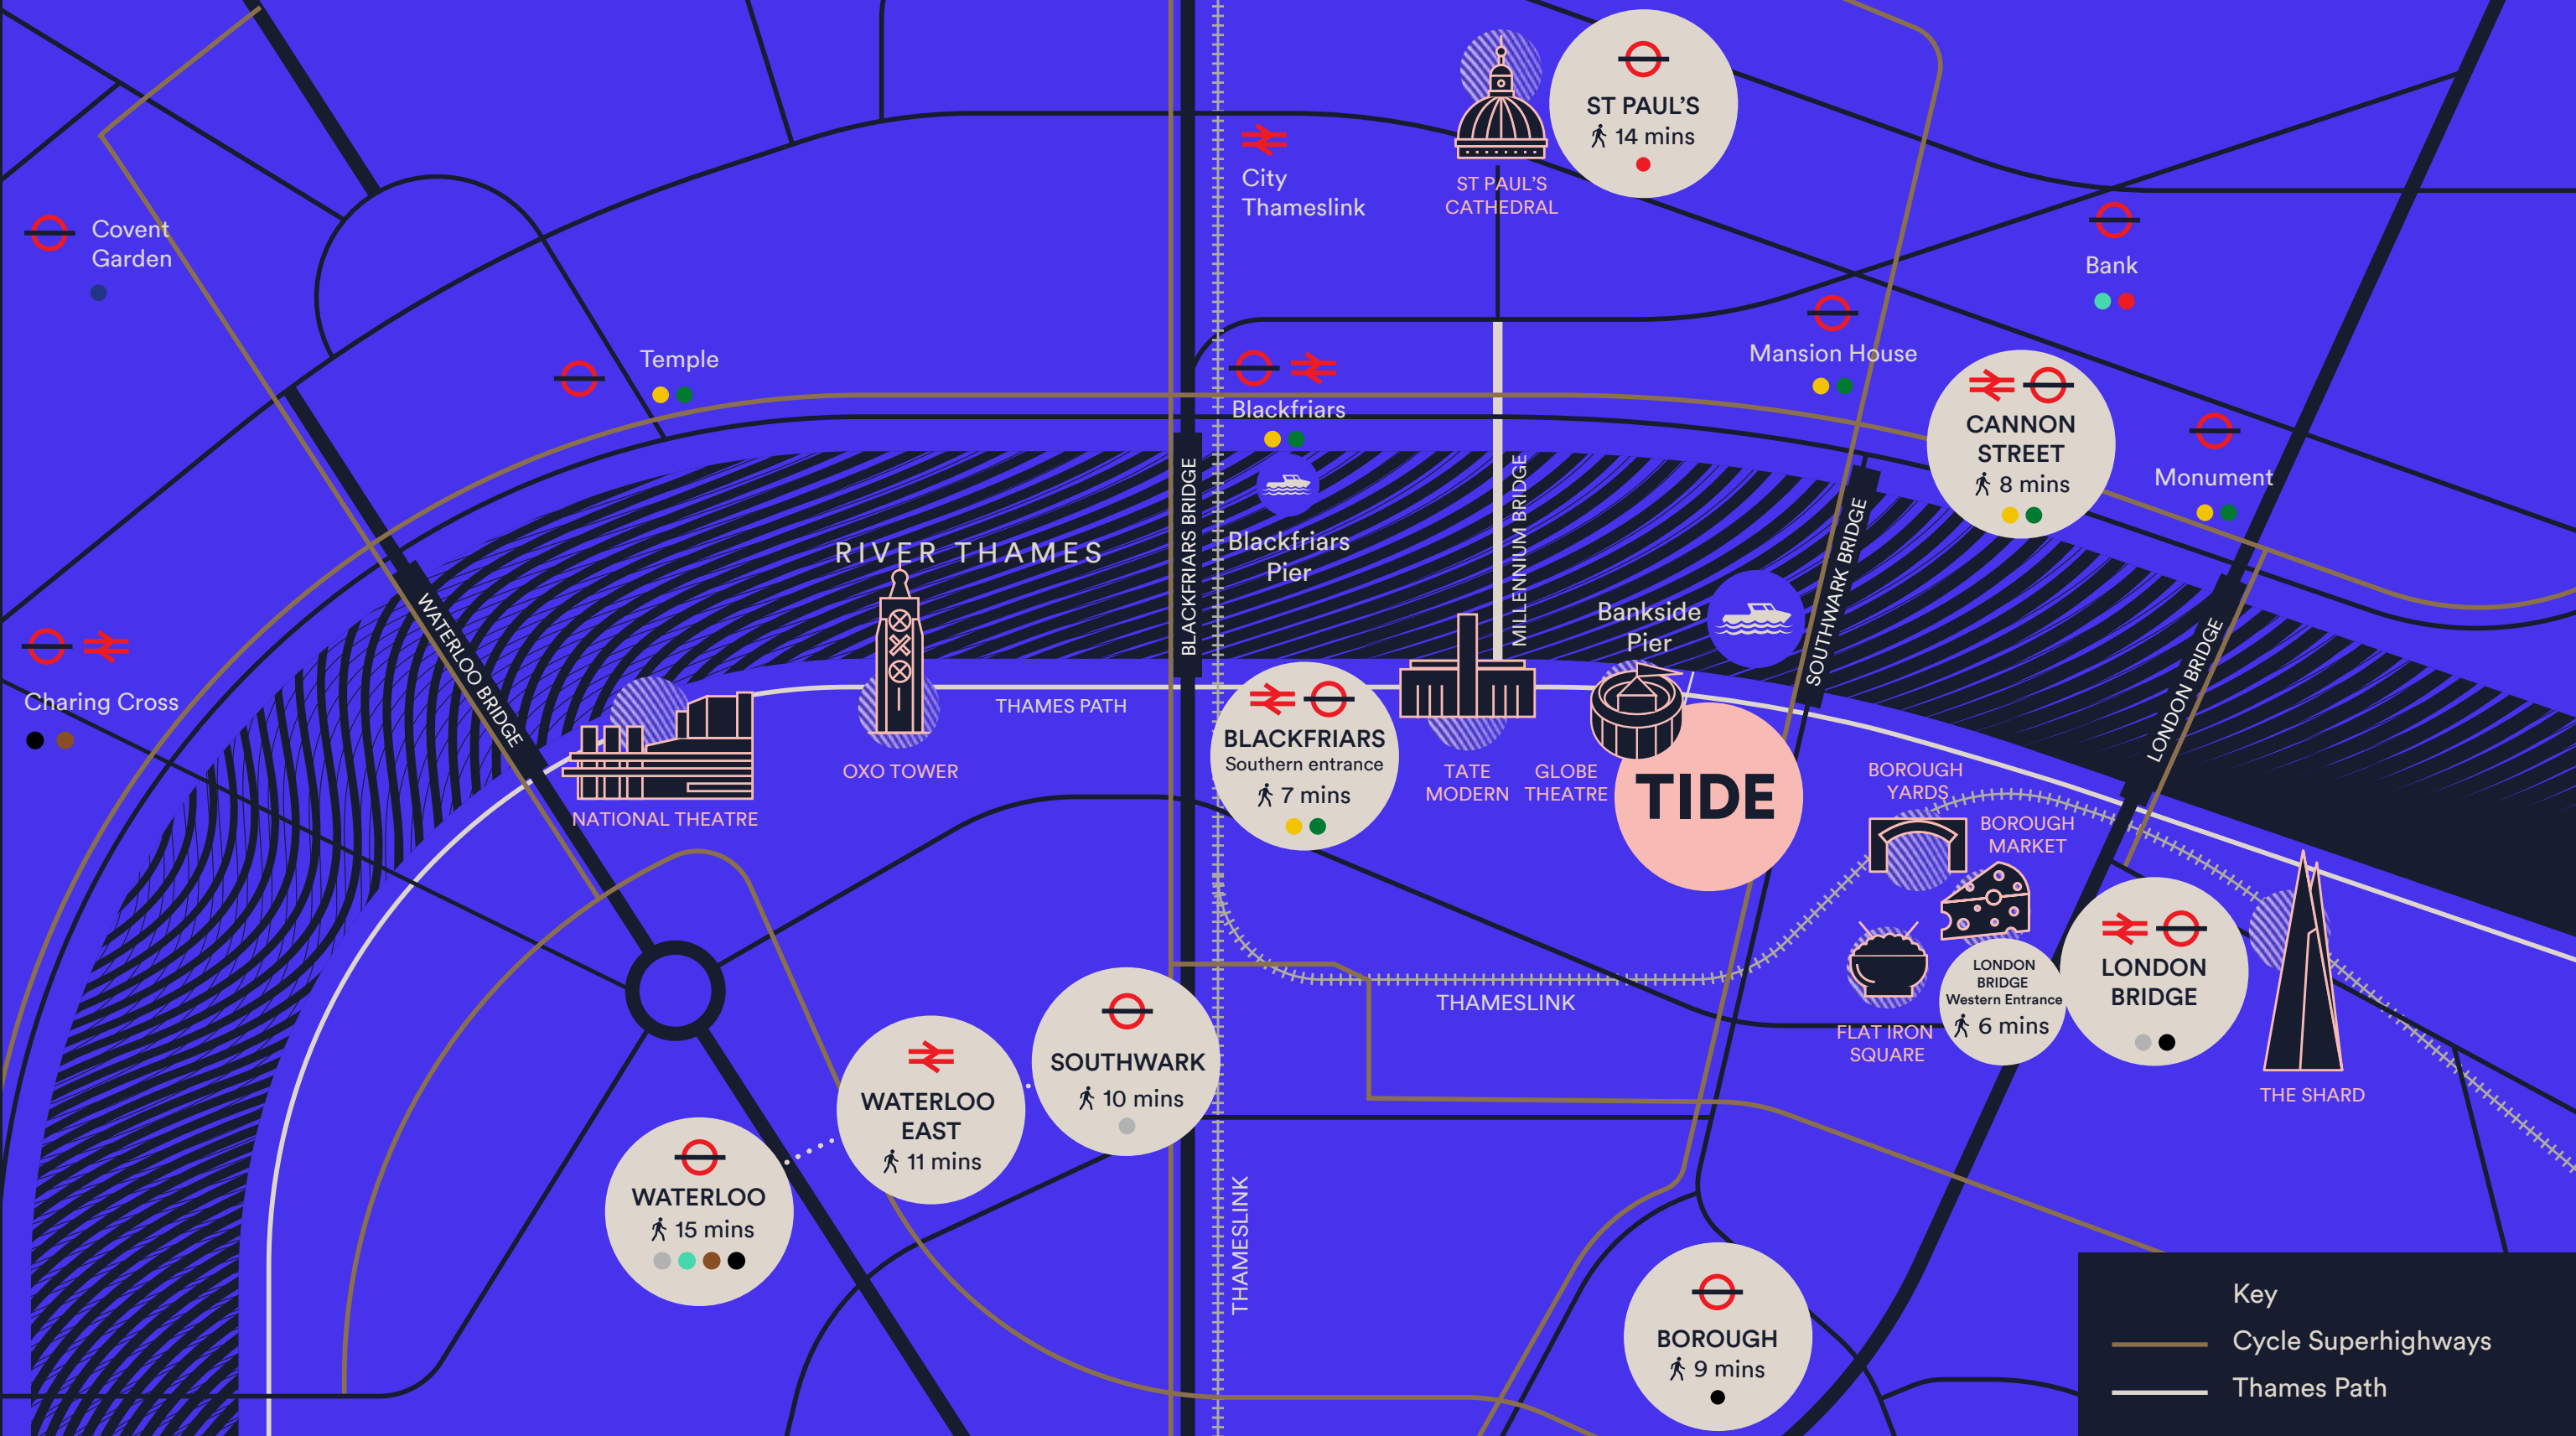 ST PAUL'S
14 mins
City
Thameslink
ST PAUL'S
CATHEDRAL
Covent
Garden
Bank
Temple
Mansion House
Blackfriars
CANNON
STREET
8 mins
Monument
BLACKFRIARS BRIDGE
MILLENNIUM BRIDGE
SOUTHWARK BRIDGE
RIVER THAMES
Blackfriars
Pier
Bankside
Pier
WATERLOO BRIDGE
LONDON BRIDGE
Charing Cross
THAMES PATH
BLACKFRIARS
Southern entrance
7 mins
OXO TOWER
TATE
MODERN
GLOBE
THEATRE
TIDE
BOROUGH
YARDS
NATIONAL THEATRE
BOROUGH
MARKET
LONDON
BRIDGE
Western Entrance
6 mins
LONDON
BRIDGE
THAMESLINK
FLAT IRON
SQUARE
SOUTHWARK
10 mins
WATERLOO
EAST
11 mins
THE SHARD
WATERLOO
15 mins
THAMESLINK
BOROUGH
9 mins
Key
Cycle Superhighways
Thames Path